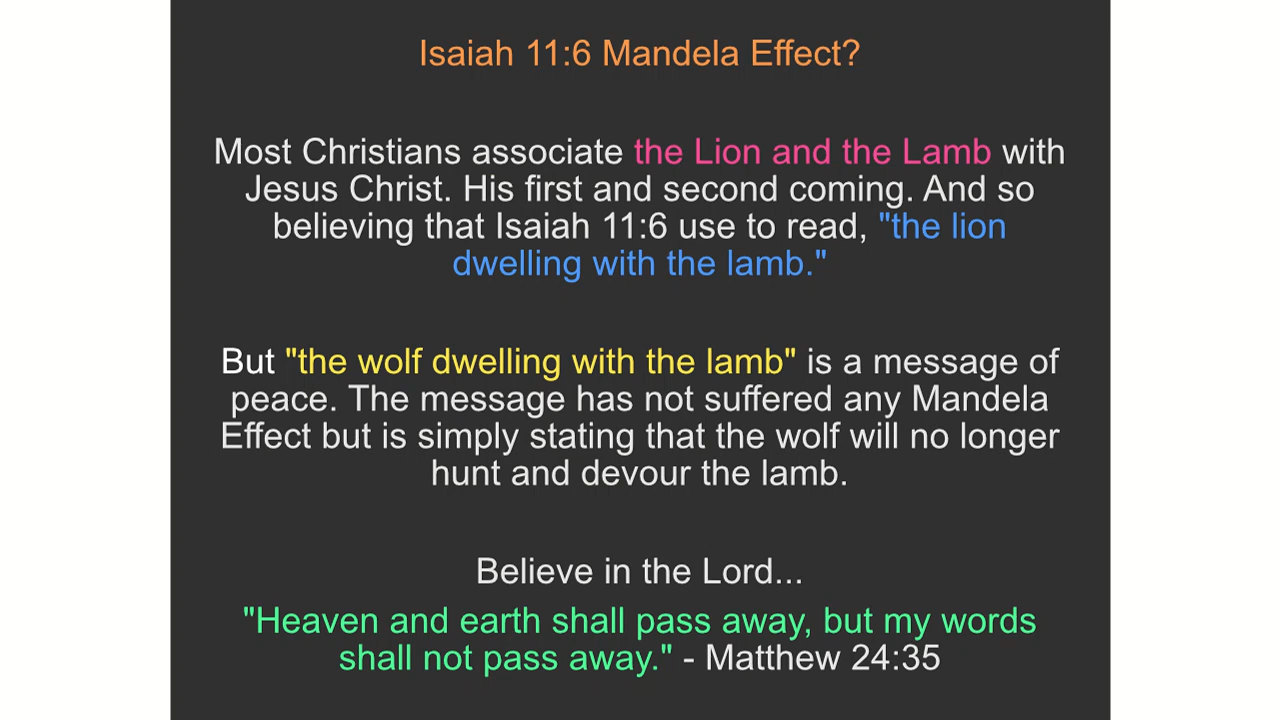 Isaiah 11:6 Mandela Effect?
Most Christians associate the Lion and the Lamb with
Jesus Christ. His first and second coming. And so
believing that Isaiah 11:6 use to read, "the lion
dwelling with the lamb."
But "the wolf dwelling with the lamb" is a message of
peace. The message has not suffered any Mandela
Effect but is simply stating that the wolf will no longer
hunt and devour the lamb.
Believe in the Lord...
"Heaven and earth shall pass away, but my words
shall not pass away." - Matthew 24:35